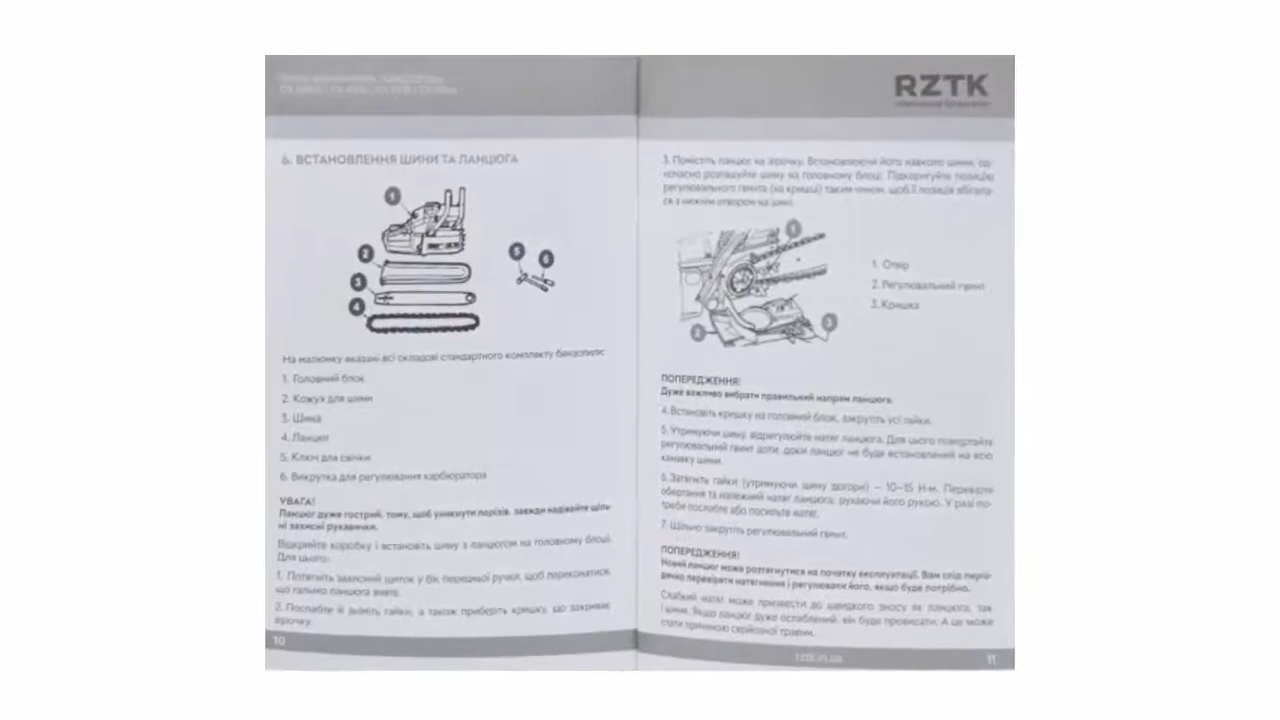 RZTK
6. ВСТАНОВЛЕННЯ ШИНИ ТА ЛАНЦЮГА
1
2
3
4
5
6
На малюнку вказані всі складові стандартного комплекту бензопили:
1. Головний блок
2. Кожух для шини
3. Шина
4. Ланцюг
5. Ключ для свічки
6. Викрутка для регулювання карбюратора
УВАГА!
Ланцюг дуже гострий, тому, щоб уникнути порізів, завжди надівайте щіль-
ні захисні рукавички.
Відкрийте коробку і встановіть шину з ланцюгом на головному блоці.
Для цього:
1. Потягніть захисний щиток у бік передньої ручки, щоб переконатися,
що гальмо ланцюга знято.
2. Послабте й зніміть гайки, а також приберіть кришку, що закриває
зірочку.
10
3. Помістіть ланцюг на зірочку. Встановлюючи його навколо шини, од-
ночасно розташуйте шину на головному блоці. Підкоригуйте позицію
регулювального гвинта (на кришці) таким чином, щоб її позиція збігала-
ся з нижнім отвором на шині.
1. Отвір
2. Регулювальний гвинт
3. Кришка
ПОПЕРЕДЖЕННЯ!
Дуже важливо вибрати правильний напрям ланцюга.
4. Встановіть кришку на головний блок, закрутіть усі гайки.
5. Утримуючи шину, відрегулюйте натяг ланцюга. Для цього повертайте
регулювальний гвинт доти, доки ланцюг не буде встановлений на всю
канавку шини.
6. Затягніть гайки (утримуючи шину догори) – 10–15 Н·м. Перевірте
обертання та належний натяг ланцюга, рухаючи його рукою. У разі по-
треби послабте або посильте натяг.
7. Щільно закрутіть регулювальний гвинт.
ПОПЕРЕДЖЕННЯ!
Новий ланцюг може розтягнутися на початку експлуатації. Вам слід періо-
дично перевіряти натягнення і регулювати його, якщо буде потрібно.
Слабкий натяг може призвести до швидкого зносу як ланцюга, так
і шини. Якщо ланцюг дуже ослаблений, він буде провисати. А це може
стати причиною серйозної травми.
11